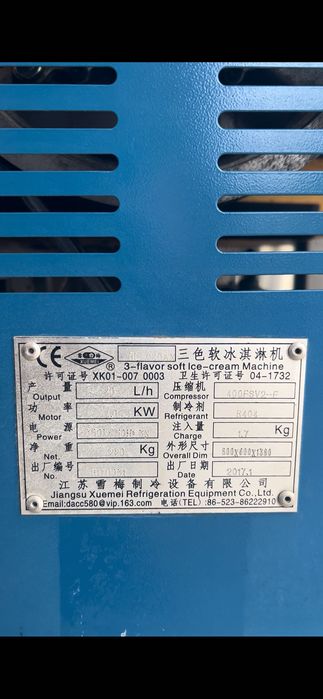 CE XUEMEI 三色软冰淇淋机
3-flavor soft Ice-cream Machine
许可证号 XK01-007 0003 卫生许可证号 04-1732
产量 Output L/h 压缩机 Compressor
功率 Motor KW 制冷剂 Refrigerant R404
电源 Power 注入量 Charge 1.7 Kg
净重 Net Kg 外形尺寸 Overall Dim
出厂编号 No. 出厂日期 Date 2017.1
江苏雪梅制冷设备有限公司
Jiangsu Xuemei Refrigeration Equipment Co.,Ltd.
Email:dacc580@vip.163.com 电话(TEL):86-523-86222910